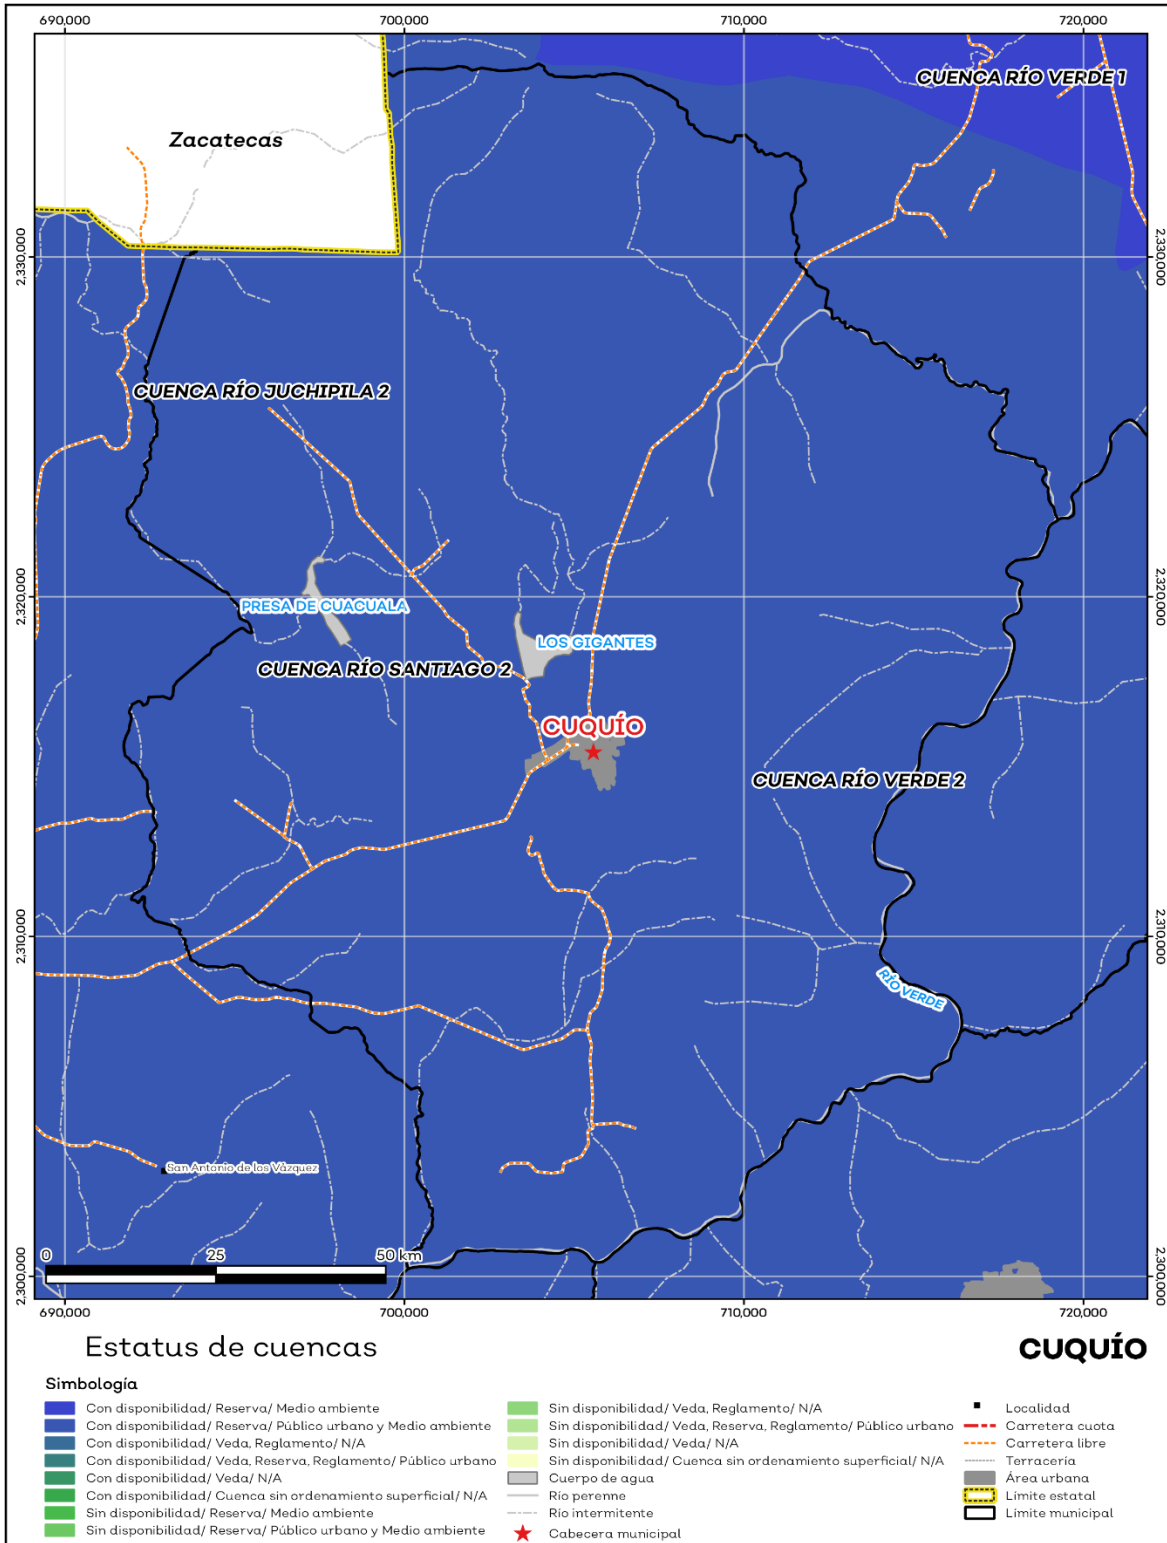 690,000
700,000
710,000
720,000
CUENCA RÍO VERDE 1
Zacatecas
2,330,000
2,330,000
CUENCA RÍO JUCHIPILA 2
2,320,000
2,320,000
PRESA DE CUACUALA
LOS GIGANTES
CUENCA RÍO SANTIAGO 2
CUQUÍO
CUENCA RÍO VERDE 2
2,310,000
2,310,000
RÍO VERDE
San Antonio de los Vázquez
0
25
50 km
2,300,000
2,300,000
690,000
700,000
710,000
720,000
Estatus de cuencas
CUQUÍO
Simbología
Con disponibilidad/ Reserva/ Medio ambiente
Con disponibilidad/ Reserva/ Público urbano y Medio ambiente
Con disponibilidad/ Veda, Reglamento/ N/A
Con disponibilidad/ Veda, Reserva, Reglamento/ Público urbano
Con disponibilidad/ Veda/ N/A
Con disponibilidad/ Cuenca sin ordenamiento superficial/ N/A
Sin disponibilidad/ Reserva/ Medio ambiente
Sin disponibilidad/ Reserva/ Público urbano y Medio ambiente
Sin disponibilidad/ Veda, Reglamento/ N/A
Sin disponibilidad/ Veda, Reserva, Reglamento/ Público urbano
Sin disponibilidad/ Veda/ N/A
Sin disponibilidad/ Cuenca sin ordenamiento superficial/ N/A
Cuerpo de agua
Río perenne
Río intermitente
Cabecera municipal
Localidad
Carretera cuota
Carretera libre
Terracería
Área urbana
Límite estatal
Límite municipal